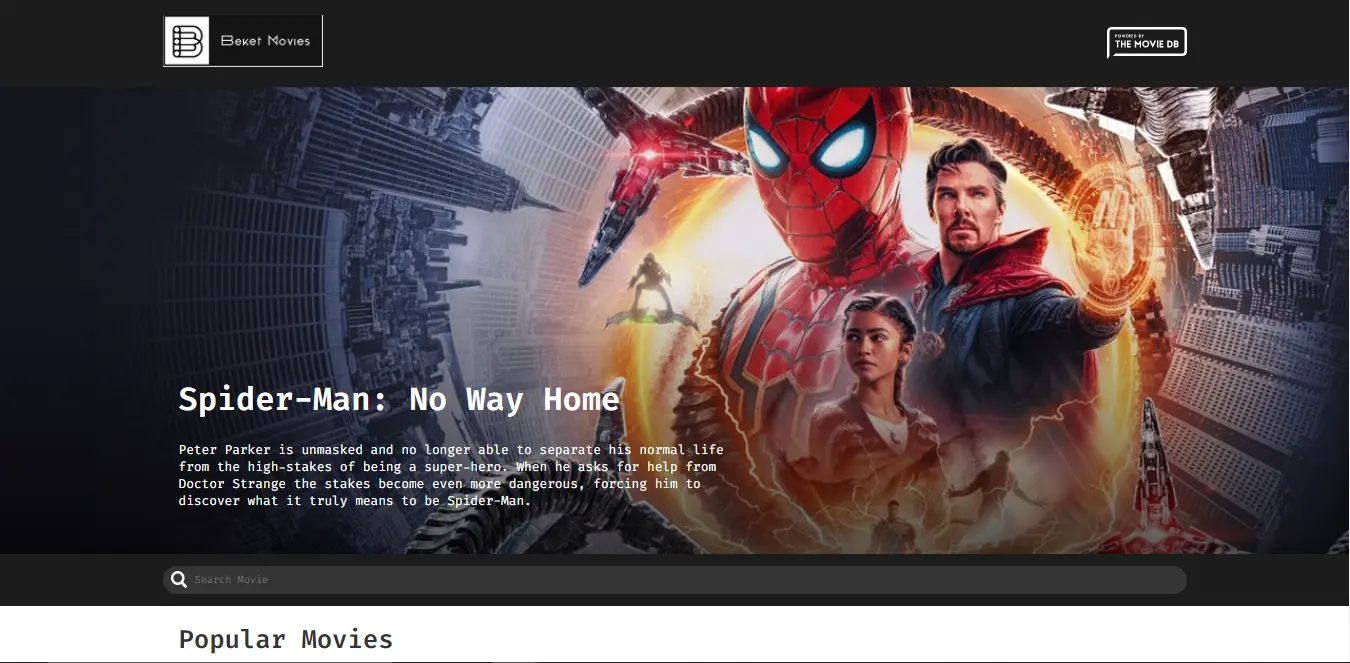 Beket Movies
POWERED BY
THE MOVIE DB
Spider-Man: No Way Home
Peter Parker is unmasked and no longer able to separate his normal life
from the high-stakes of being a super-hero. When he asks for help from
Doctor Strange the stakes become even more dangerous, forcing him to
discover what it truly means to be Spider-Man.
Search Movie
Popular Movies